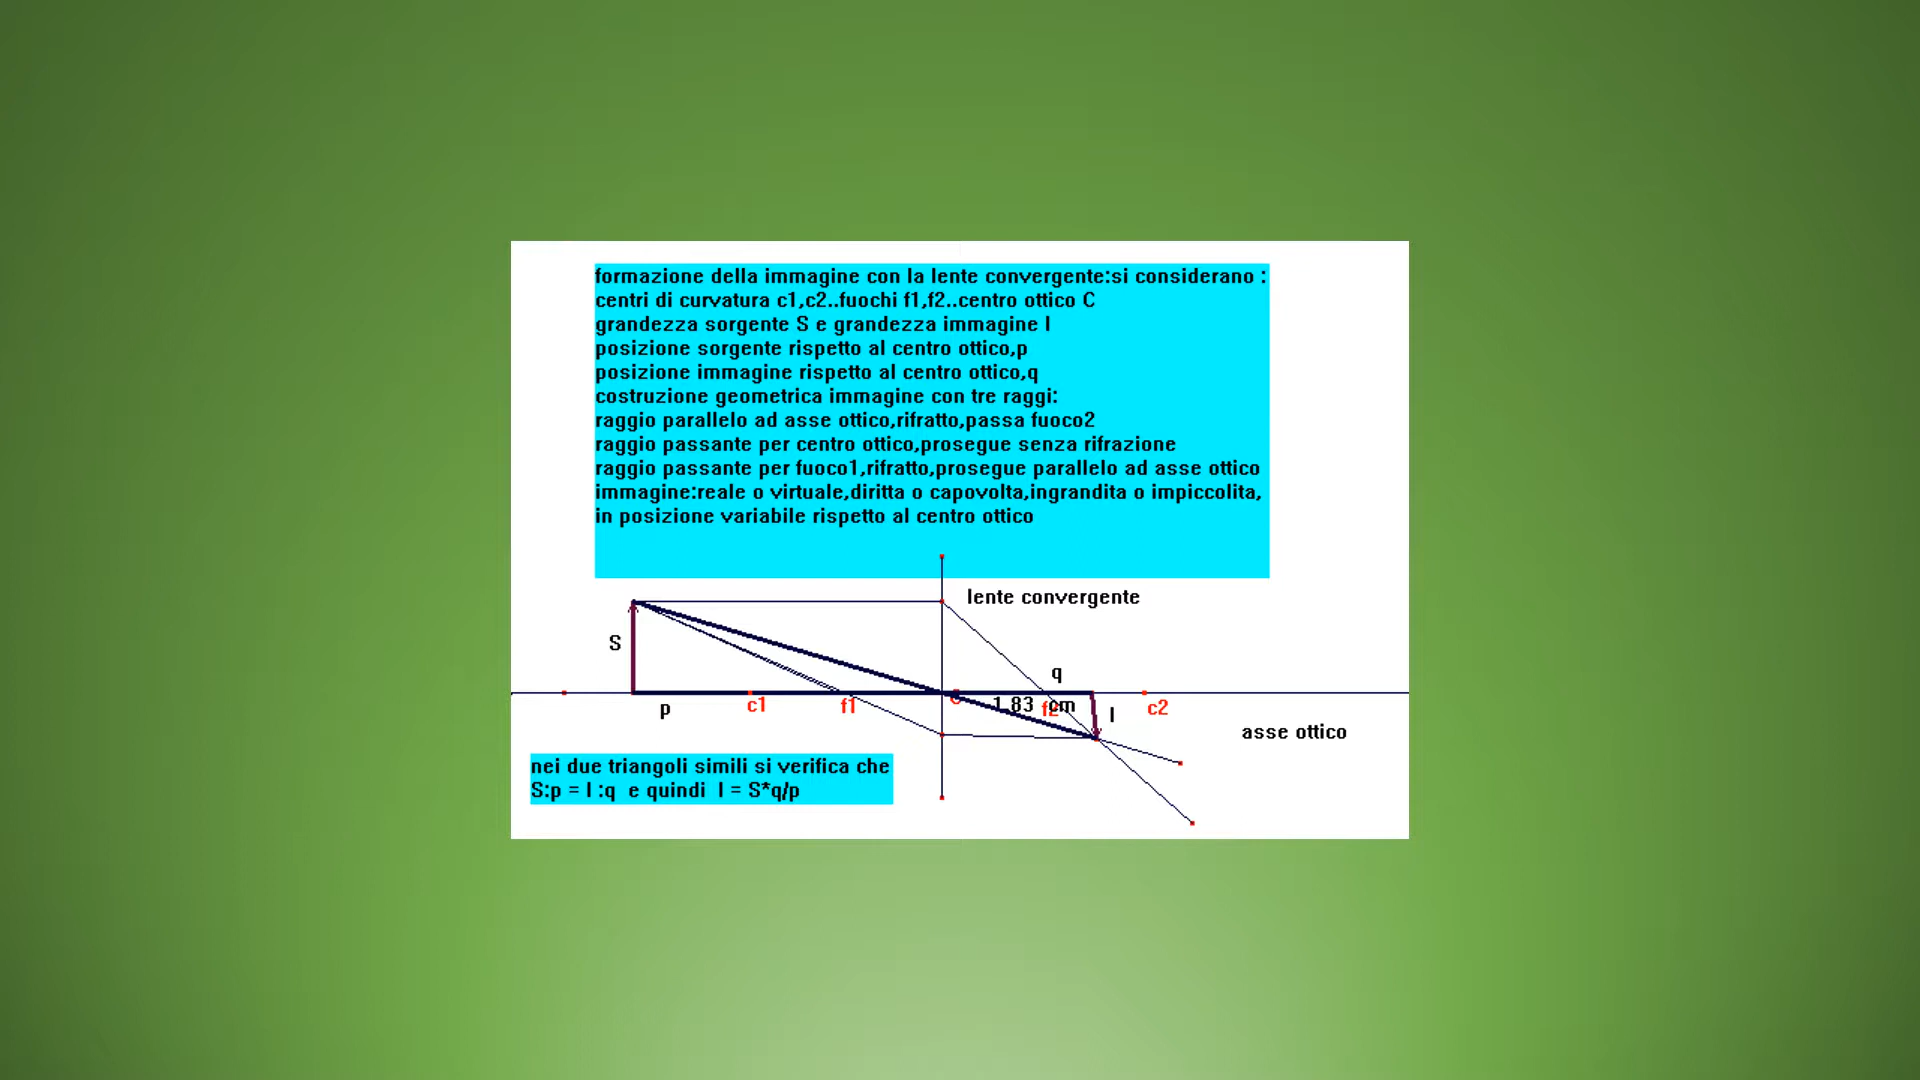 formazione della immagine con la lente convergente:si considerano :
centri di curvatura c1,c2..fuochi f1,f2..centro ottico C
grandezza sorgente S e grandezza immagine I
posizione sorgente rispetto al centro ottico,p
posizione immagine rispetto al centro ottico,q
costruzione geometrica immagine con tre raggi:
raggio parallelo ad asse ottico,rifratto,passa fuoco2
raggio passante per centro ottico,prosegue senza rifrazione
raggio passante per fuoco1,rifratto,prosegue parallelo ad asse ottico
immagine:reale o virtuale,diritta o capovolta,ingrandita o impiccolita,
in posizione variabile rispetto al centro ottico
lente convergente
S
q
p
c1
f1
C
1.83 cm
f2
I
c2
asse ottico
nei due triangoli simili si verifica che
S:p = I :q e quindi I = S*q/p